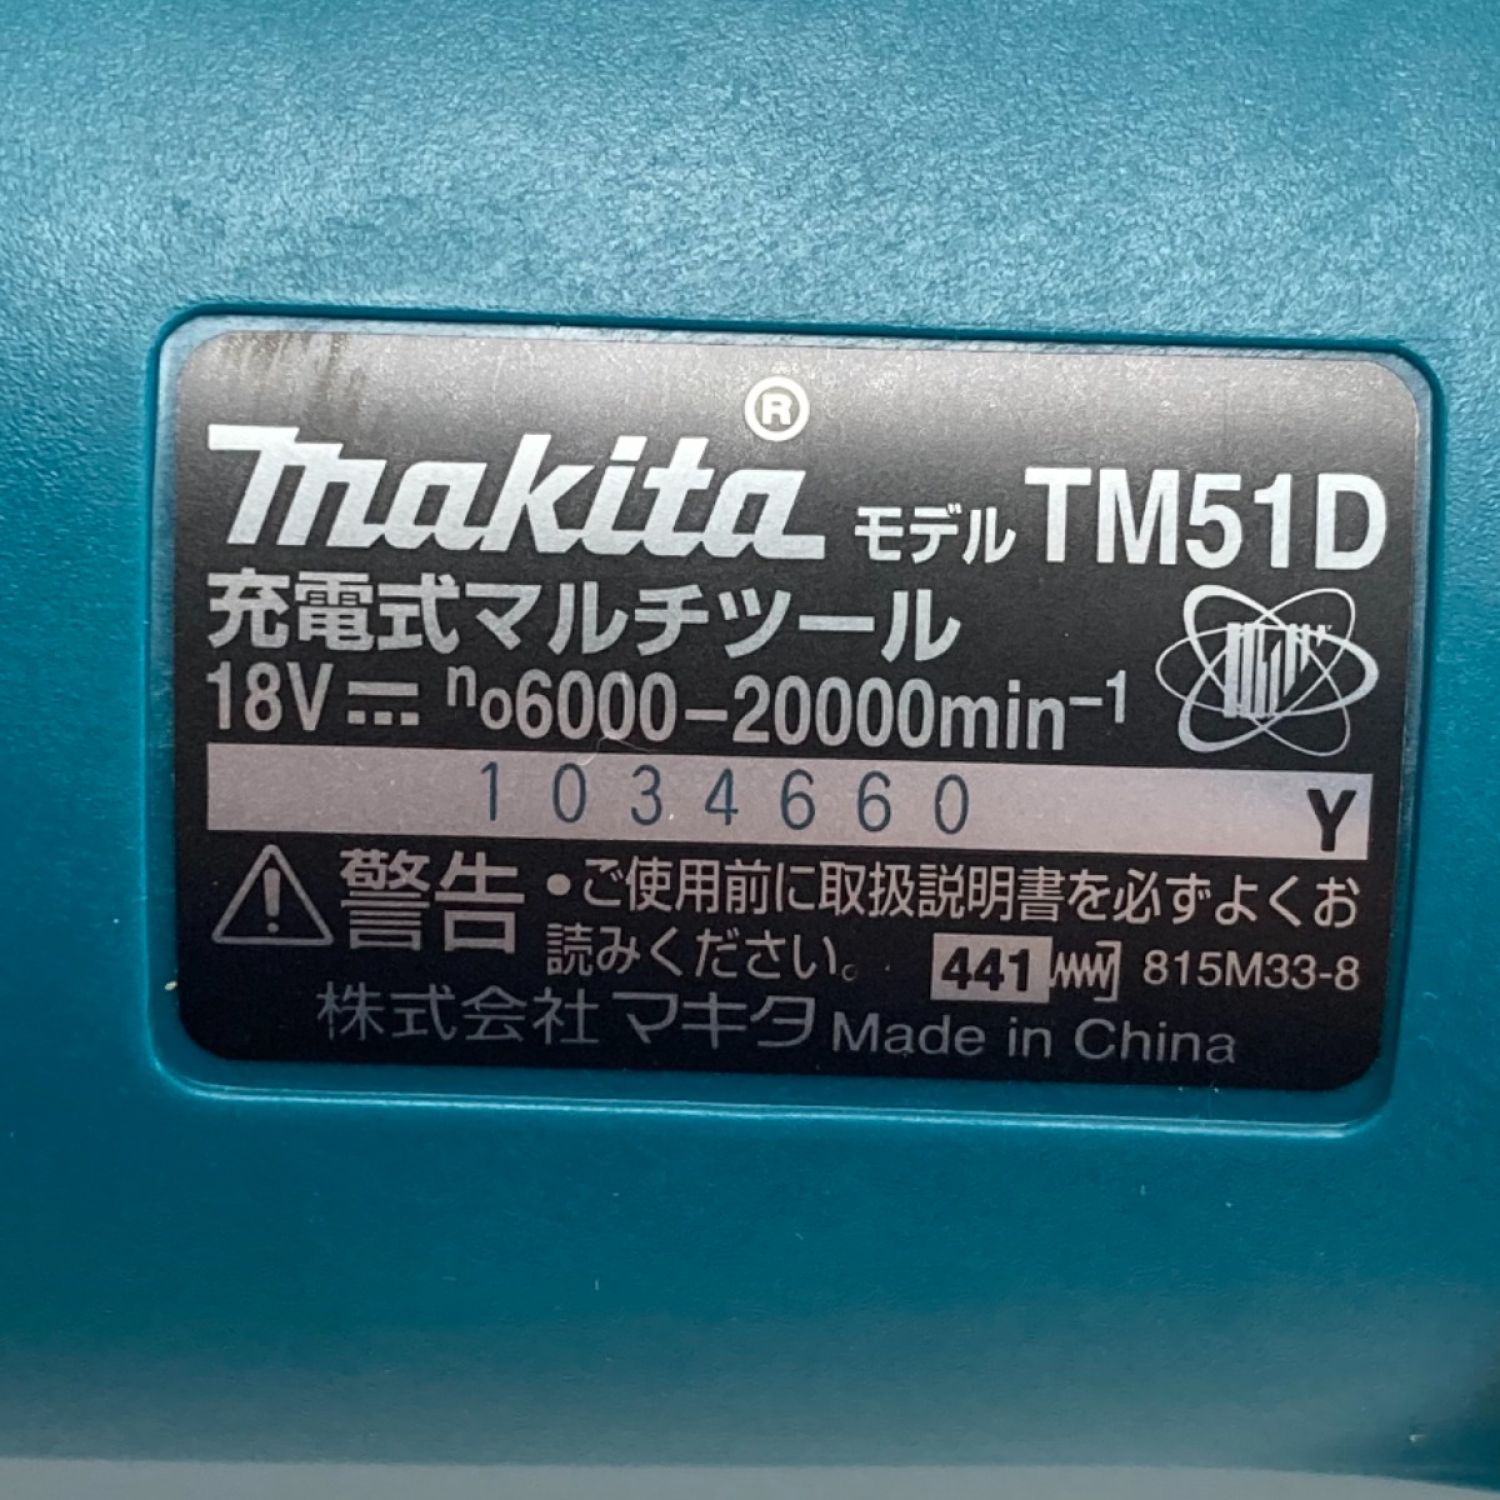 makita® モデル TM51D
充電式マルチツール
18V⎓ n₀6000-20000min⁻¹
1034660 Y
⚠警告 ・ご使用前に取扱説明書を必ずよくお
読みください。 441 815M33-8
株式会社マキタ Made in China